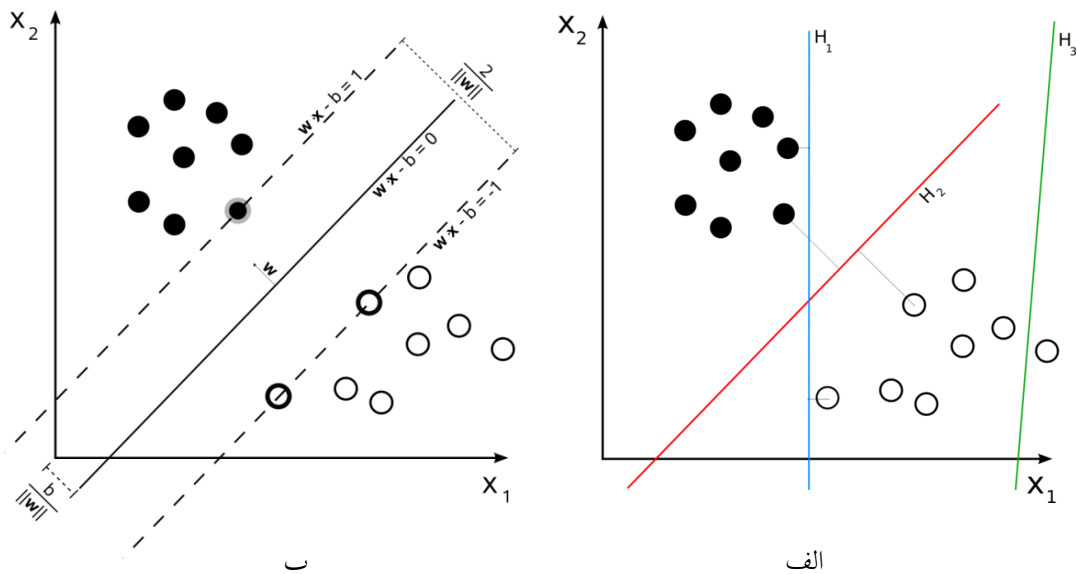 X₂
w·x - b = 1
2
‖w‖
w·x - b = 0
w·x - b = -1
w
b
‖w‖
X₁
ب
X₂
H₁
H₂
H₃
X₁
الف